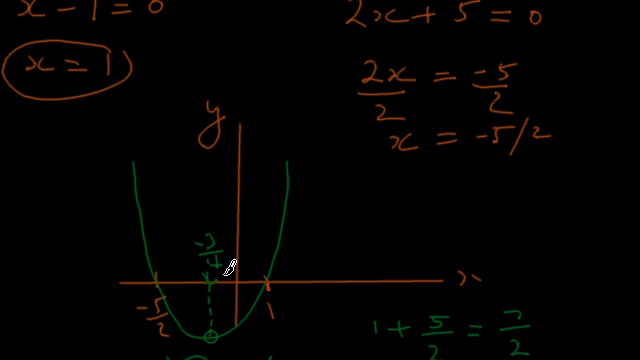 x - 1 = 0
2x + 5 = 0
x = 1
2x/2 = -5/2
x = -5/2
y
-3/4
x
-5/2
1
1 + 5/2 = 7/2